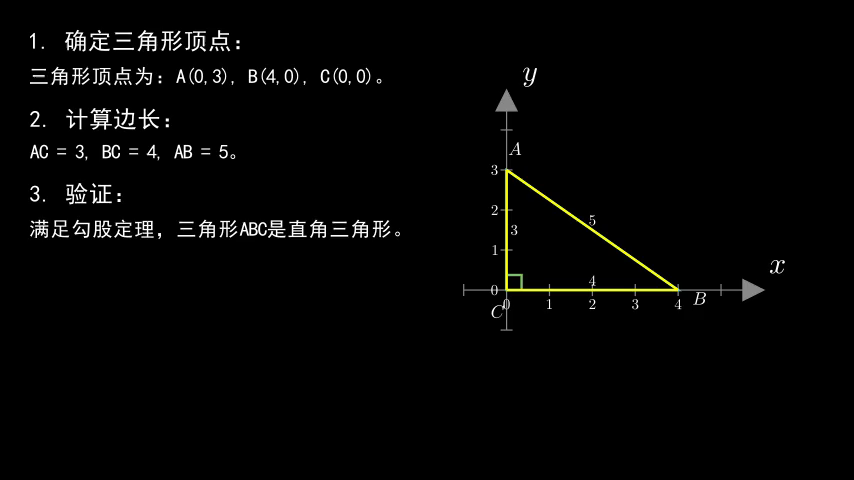 1. 确定三角形顶点：
三角形顶点为：A(0,3), B(4,0), C(0,0)。
2. 计算边长：
AC = 3, BC = 4, AB = 5。
3. 验证：
满足勾股定理，三角形ABC是直角三角形。
y
A
3
5
2
3
1
x
4
0
B
0 1 2 3 4
C